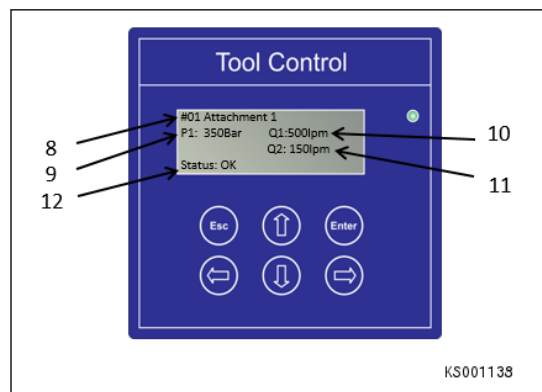 Tool Control
#01 Attachment 1
P1: 350Bar Q1:500lpm
Q2: 150lpm
Status: OK
8
9
12
10
11
Esc
Enter
KS001138